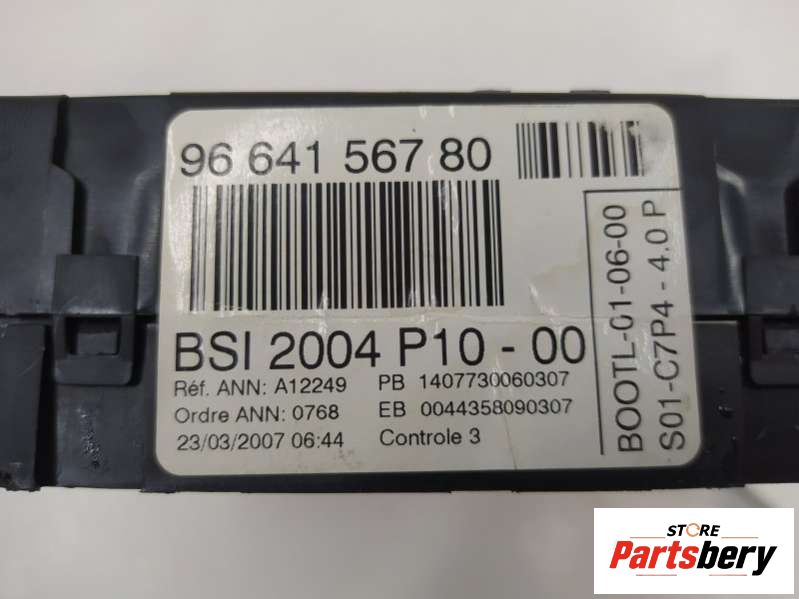 96 641 567 80
BSI 2004 P10 - 00
Réf. ANN: A12249 PB 1407730060307
Ordre ANN: 0768 EB 0044358090307
23/03/2007 06:44 Controle 3
BOOTL-01-06-00
S01-C7P4 - 4.0 P
STORE
Partsbery